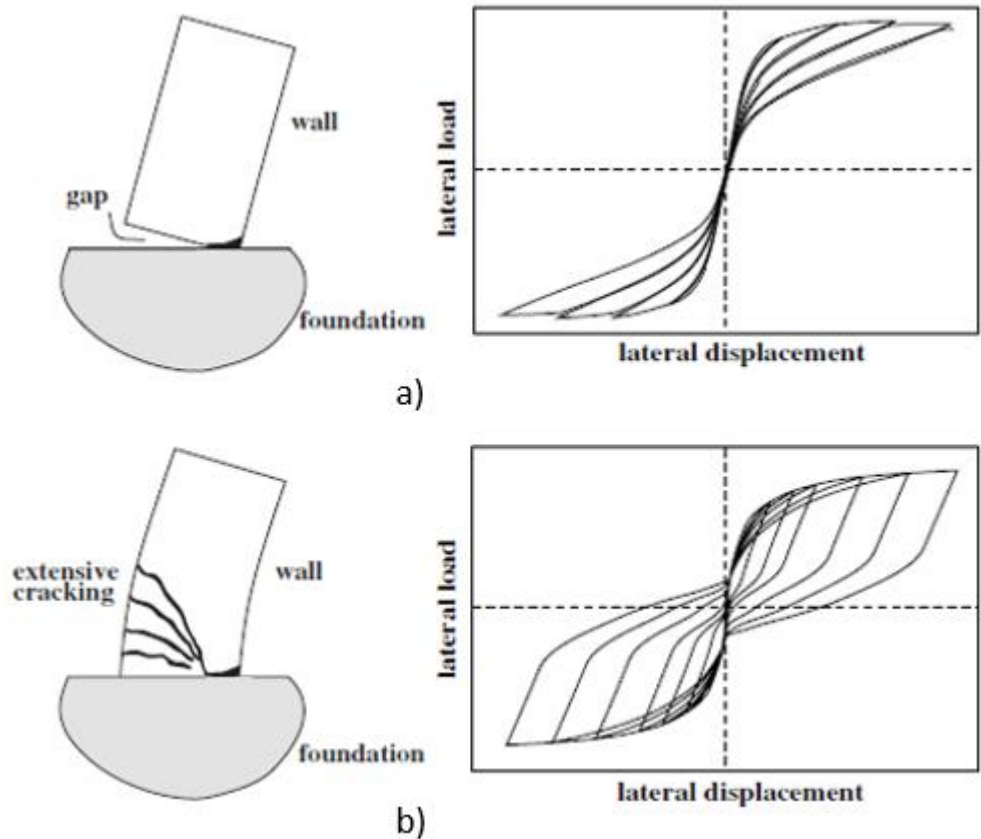 wall
gap
foundation
lateral load
lateral displacement
a)
extensive
cracking
wall
foundation
lateral load
lateral displacement
b)